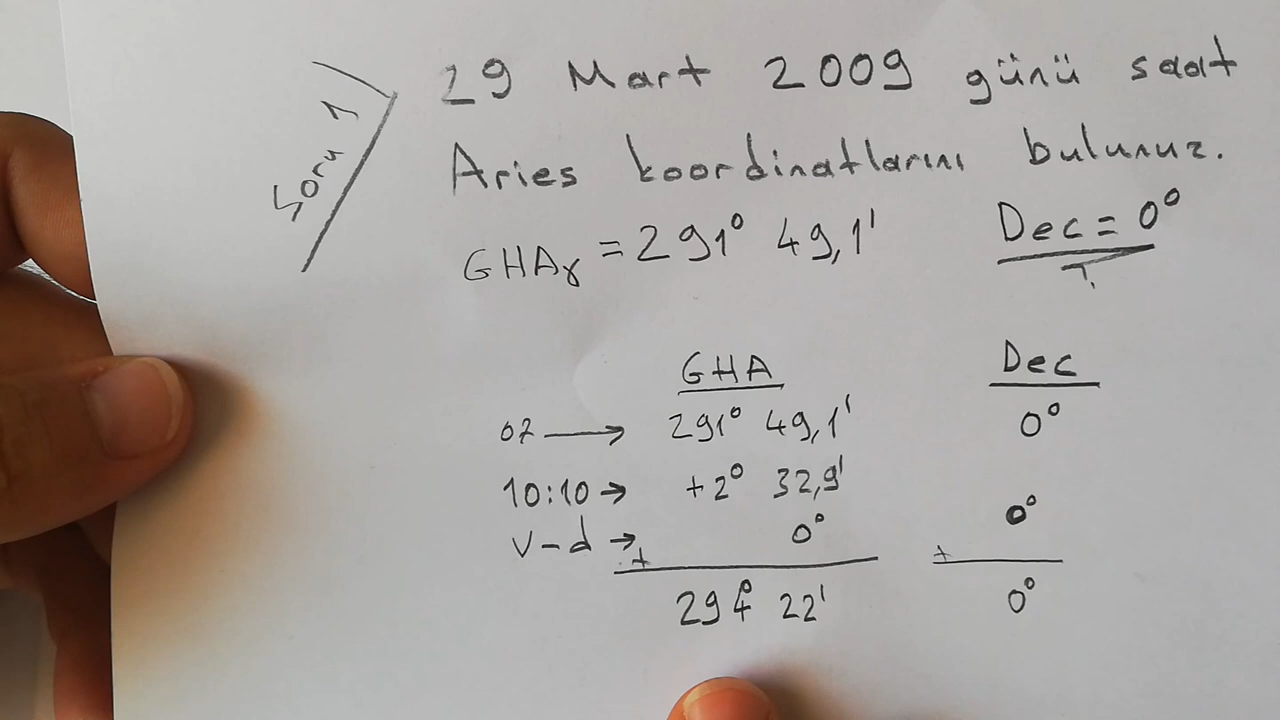 Soru 1
29 Mart 2009 günü saat
Aries koordinatlarını bulunuz.
GHAγ = 291° 49,1' Dec = 0°
T.
GHA Dec
07 → 291° 49,1' 0°
10:10 → +2° 32,9'
v-d → 0° 0°
+ +
294° 22' 0°